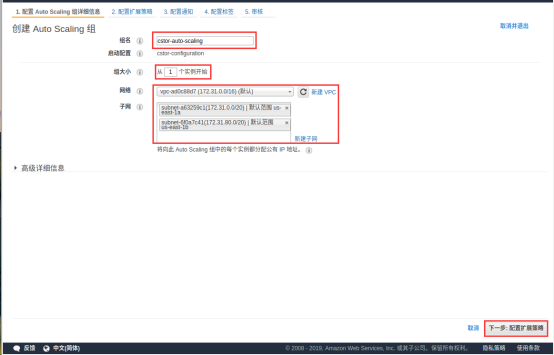 1. 配置 Auto Scaling 组详细信息 2. 配置扩展策略 3. 配置通知 4. 配置标签 5. 审核
创建 Auto Scaling 组
取消并退出
组名 cstor-auto-scaling
启动配置 cstor-configuration
组大小 从 1 个实例开始
网络 vpc-ad0c88d7 (172.31.0.0/16) (默认) 新建 VPC
子网 subnet-a63259c1(172.31.0.0/20) | 默认范围 us-
east-1a
subnet-6f0a7c41(172.31.80.0/20) | 默认范围
us-east-1b
新建子网
将向此 Auto Scaling 组中的每个实例都分配公有 IP 地址。
高级详细信息
取消 下一步: 配置扩展策略
反馈 中文(简体) © 2008 - 2019, Amazon Web Services, Inc. 或其子公司。保留所有权利。 隐私策略 使用条款